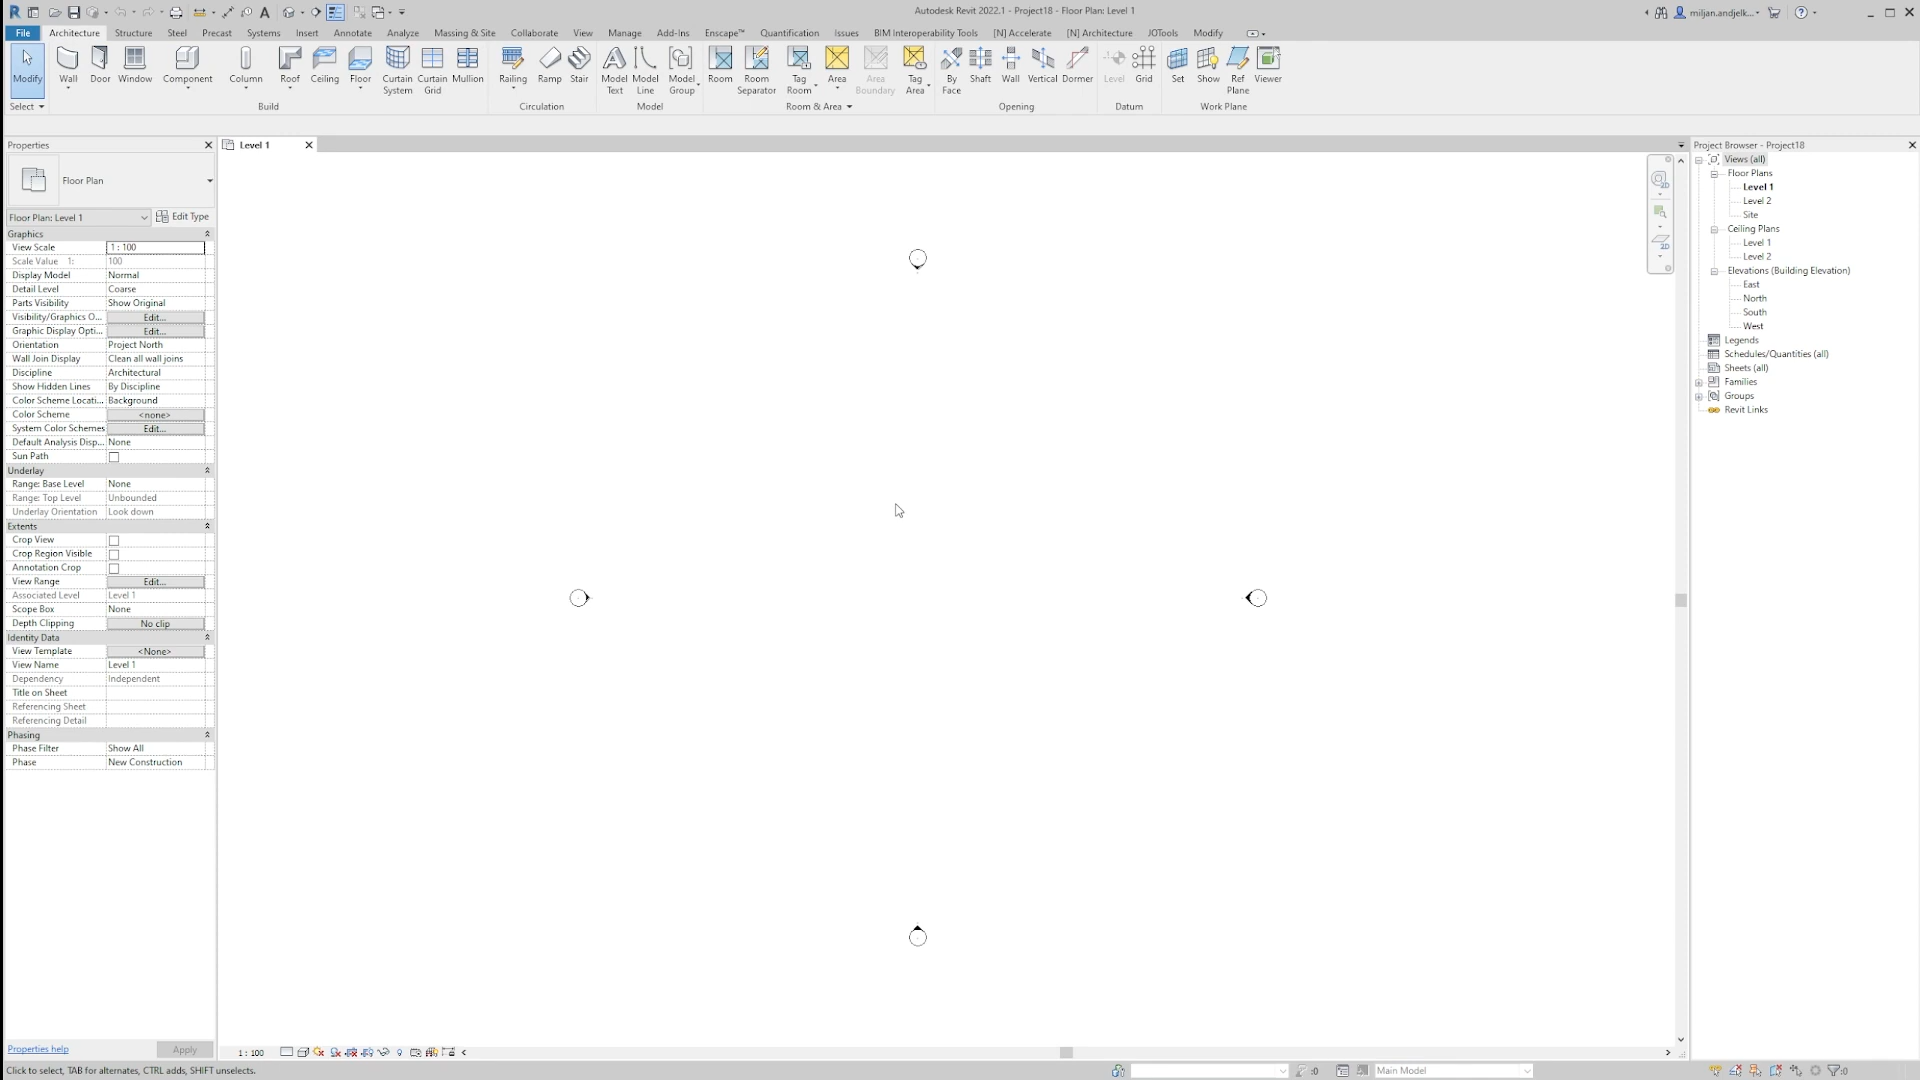 Autodesk Revit 2022.1 - Project18 - Floor Plan: Level 1
miljan.andjelk...
File Architecture Structure Steel Precast Systems Insert Annotate Analyze Massing & Site Collaborate View Manage Add-Ins Enscape™ Quantification Issues BIM Interoperability Tools [N] Accelerate [N] Architecture JOTools Modify
Modify Wall Door Window Component Column Roof Ceiling Floor Curtain System Curtain Grid Mullion Railing Ramp Stair Model Text Model Line Model Group Room Room Separator Tag Room Area Area Boundary Tag Area By Face Shaft Wall Vertical Dormer Level Grid Set Show Ref Plane Viewer
Select Build Circulation Model Room & Area Opening Datum Work Plane
Properties
Floor Plan
Floor Plan: Level 1 Edit Type
Graphics
View Scale 1 : 100
Scale Value 1: 100
Display Model Normal
Detail Level Coarse
Parts Visibility Show Original
Visibility/Graphics O... Edit...
Graphic Display Opti... Edit...
Orientation Project North
Wall Join Display Clean all wall joins
Discipline Architectural
Show Hidden Lines By Discipline
Color Scheme Locati... Background
Color Scheme <none>
System Color Schemes Edit...
Default Analysis Disp... None
Sun Path
Underlay
Range: Base Level None
Range: Top Level Unbounded
Underlay Orientation Look down
Extents
Crop View
Crop Region Visible
Annotation Crop
View Range Edit...
Associated Level Level 1
Scope Box None
Depth Clipping No clip
Identity Data
View Template <None>
View Name Level 1
Dependency Independent
Title on Sheet
Referencing Sheet
Referencing Detail
Phasing
Phase Filter Show All
Phase New Construction
Properties help Apply
Level 1
2D
2D
1 : 100
Project Browser - Project18
Views (all)
Floor Plans
Level 1
Level 2
Site
Ceiling Plans
Level 1
Level 2
Elevations (Building Elevation)
East
North
South
West
Legends
Schedules/Quantities (all)
Sheets (all)
Families
Groups
Revit Links
Click to select, TAB for alternates, CTRL adds, SHIFT unselects. :0 Main Model :0